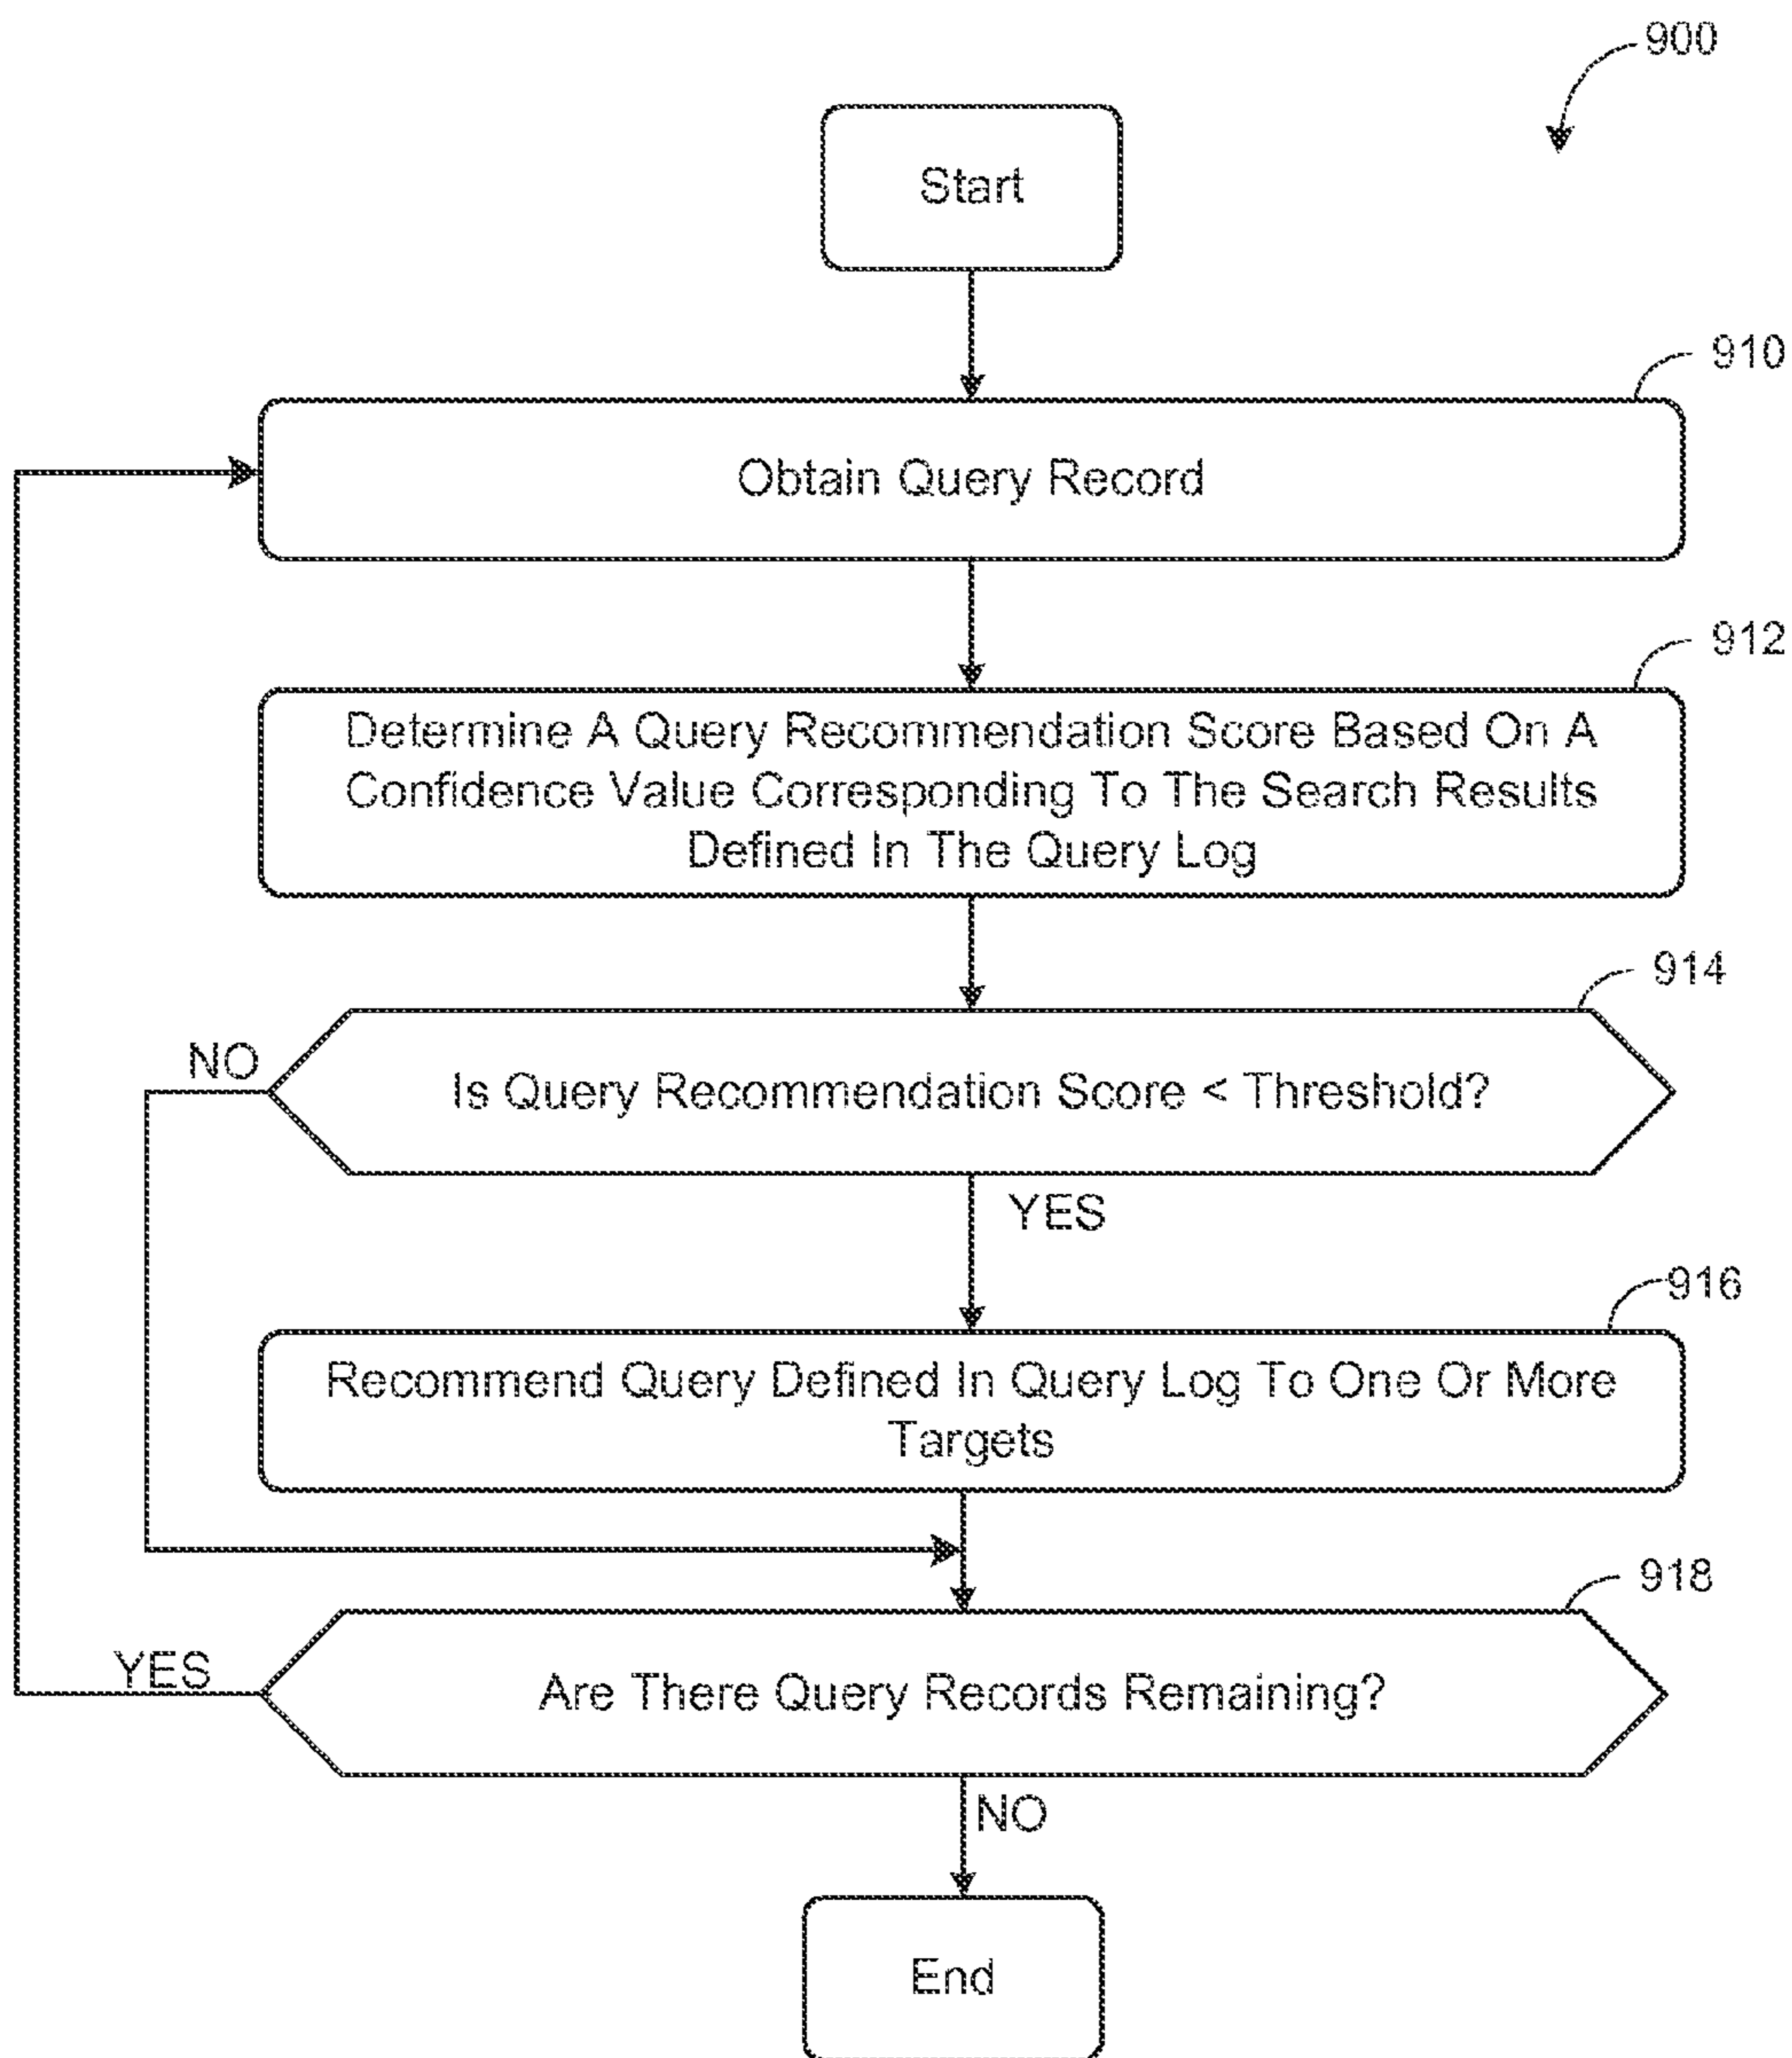 900
Start
910
Obtain Query Record
912
Determine A Query Recommendation Score Based On A
Confidence Value Corresponding To The Search Results
Defined In The Query Log
914
NO
Is Query Recommendation Score < Threshold?
YES
916
Recommend Query Defined In Query Log To One Or More
Targets
918
YES
Are There Query Records Remaining?
NO
End